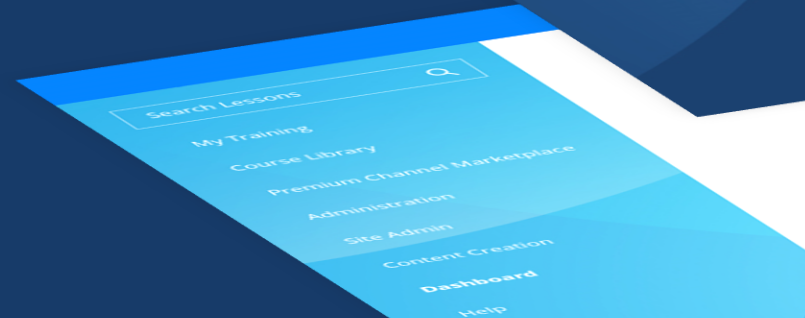 Search Lessons
My Training
Course Library
Premium Channel Marketplace
Administration
Site Admin
Content Creation
Dashboard
Help